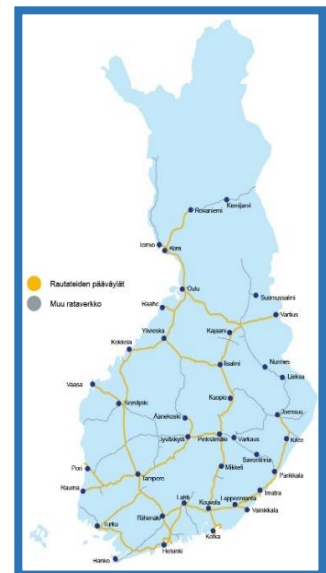 Rovaniemi
Kemijärvi
Tornio
Kemi
Rautateiden pääväylät
Muu rataverkko
Oulu
Raahe
Suomussalmi
Vartius
Ylivieska
Kajaani
Kokkola
Iisalmi
Nurmes
Lieksa
Vaasa
Seinäjoki
Kuopio
Joensuu
Äänekoski
Jyväskylä
Pieksämäki
Varkaus
Kitee
Savonlinna
Parikkala
Pori
Mikkeli
Rauma
Tampere
Imatra
Lahti
Kouvola
Lappeenranta
Vainikkala
Turku
Riihimäki
Kotka
Helsinki
Hanko